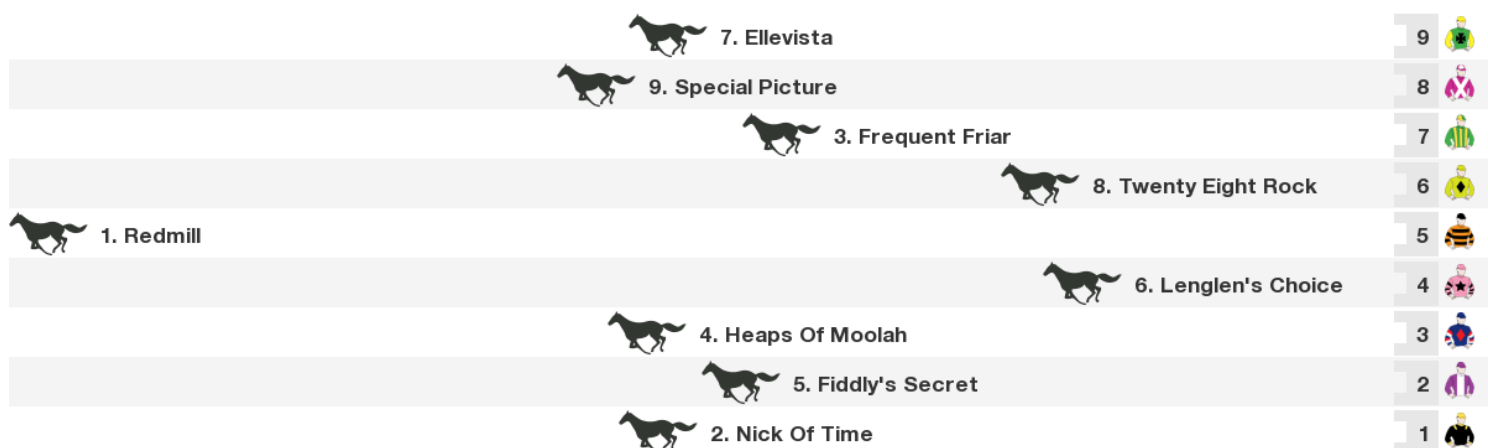 7. Ellevista 9
9. Special Picture 8
3. Frequent Friar 7
8. Twenty Eight Rock 6
1. Redmill 5
6. Lenglen's Choice 4
4. Heaps Of Moolah 3
5. Fiddly's Secret 2
2. Nick Of Time 1